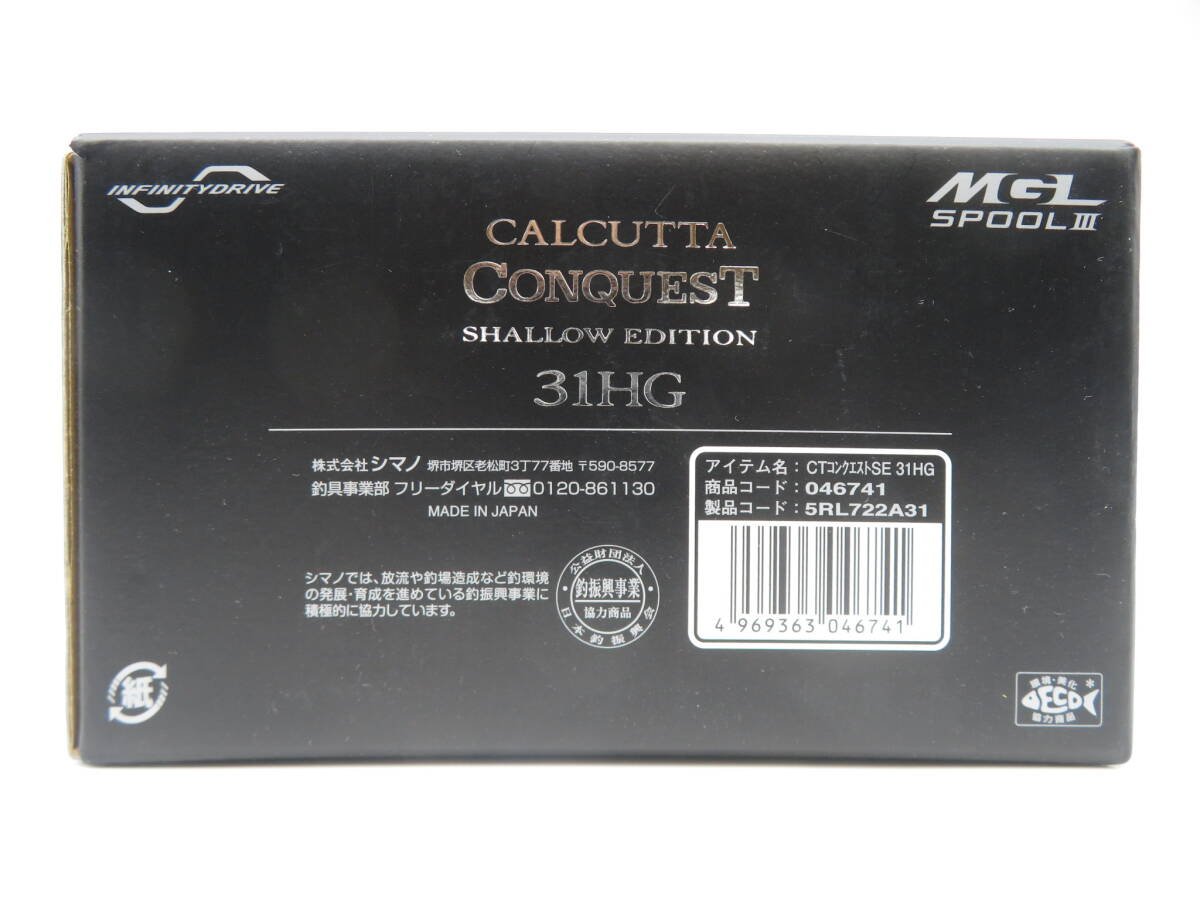 INFINITYDRIVE
MGL
SPOOL III
CALCUTTA
CONQUEST
SHALLOW EDITION
31HG
株式会社 シマノ 堺市堺区老松町3丁77番地 〒590-8577
釣具事業部 フリーダイヤル 0120-861130
MADE IN JAPAN
アイテム名：CTコンクエストSE 31HG
商品コード：046741
製品コード：5RL722A31
4 969363 046741
シマノでは、放流や釣場造成など釣環境
の発展・育成を進めている釣振興事業に
積極的に協力しています。
公益財団法人
釣振興事業
協力商品
日本釣振興会
紙
環境・美化
ECO
協力商品